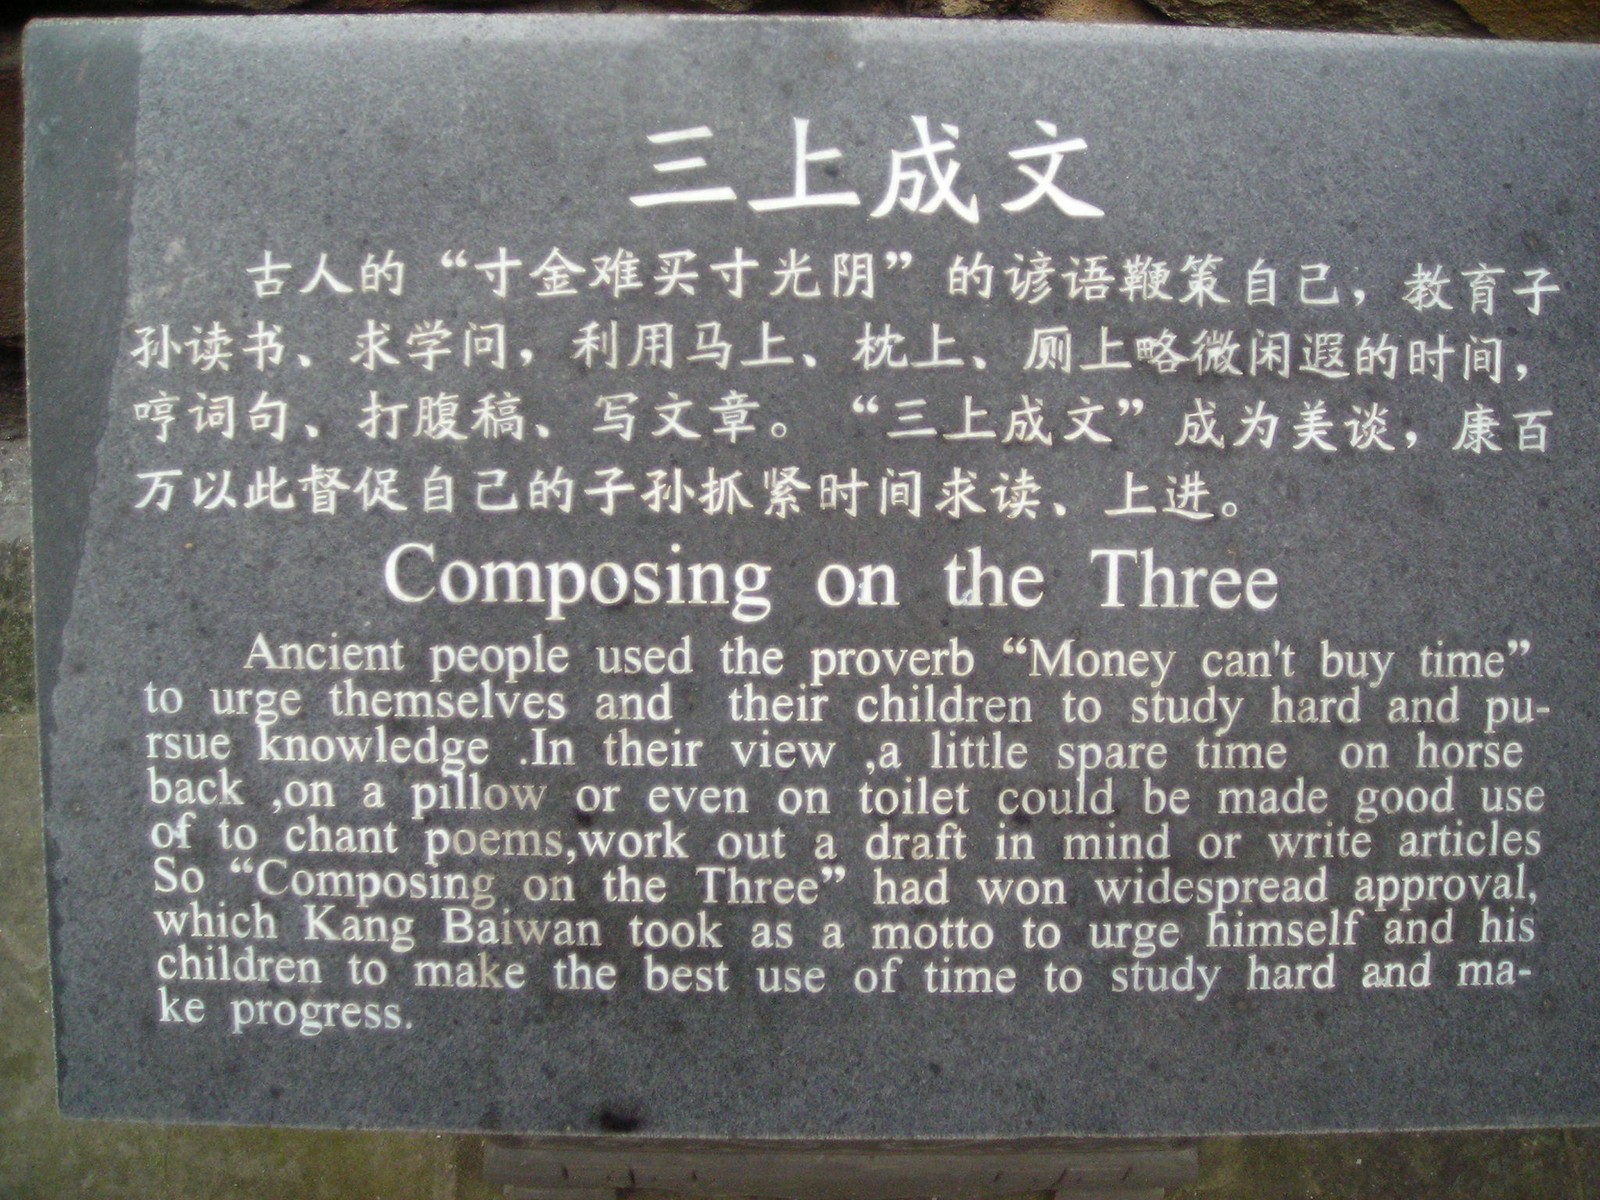 三上成文
古人的“寸金难买寸光阴”的谚语鞭策自己，教育子
孙读书、求学问，利用马上、枕上、厕上略微闲遐的时间，
哼词句、打腹稿、写文章。“三上成文”成为美谈，康百
万以此督促自己的子孙抓紧时间求读、上进。
Composing on the Three
Ancient people used the proverb “Money can't buy time”
to urge themselves and their children to study hard and pu-
rsue knowledge .In their view ,a little spare time on horse
back ,on a pillow or even on toilet could be made good use
of to chant poems,work out a draft in mind or write articles
So “Composing on the Three” had won widespread approval,
which Kang Baiwan took as a motto to urge himself and his
children to make the best use of time to study hard and ma-
ke progress.